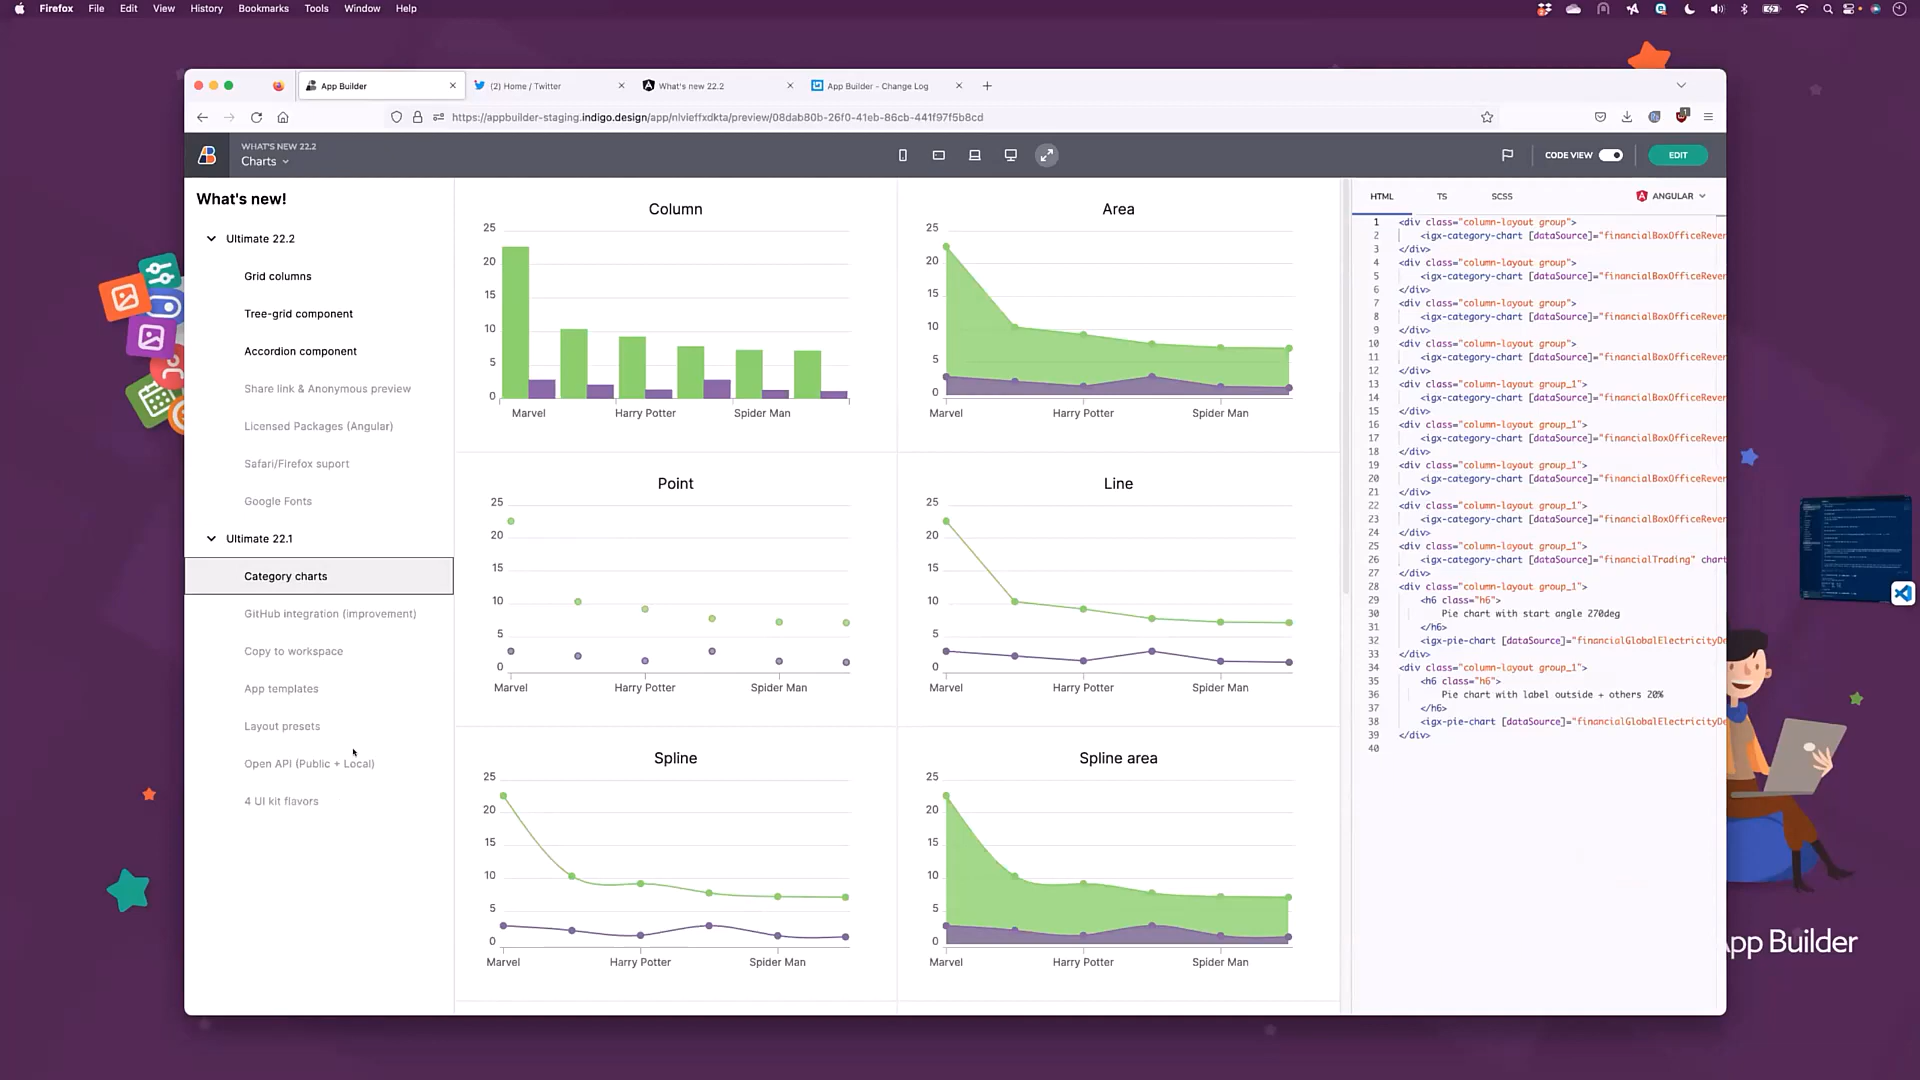 Firefox File Edit View History Bookmarks Tools Window Help
App Builder
(2) Home / Twitter
What's new 22.2
App Builder - Change Log
https://appbuilder-staging.indigo.design/app/nlvieffxdkta/preview/08dab80b-26f0-41eb-86cb-441f97f5b8cd
WHAT'S NEW 22.2
Charts
CODE VIEW
EDIT
What's new!
Ultimate 22.2
Grid columns
Tree-grid component
Accordion component
Share link & Anonymous preview
Licensed Packages (Angular)
Safari/Firefox suport
Google Fonts
Ultimate 22.1
Category charts
GitHub integration (improvement)
Copy to workspace
App templates
Layout presets
Open API (Public + Local)
4 UI kit flavors
Column
25
20
15
10
5
0
Marvel Harry Potter Spider Man
Area
25
20
15
10
5
0
Marvel Harry Potter Spider Man
Point
25
20
15
10
5
0
Marvel Harry Potter Spider Man
Line
25
20
15
10
5
0
Marvel Harry Potter Spider Man
Spline
25
20
15
10
5
0
Marvel Harry Potter Spider Man
Spline area
25
20
15
10
5
0
Marvel Harry Potter Spider Man
HTML TS SCSS ANGULAR
1 <div class="column-layout group">
2 <igx-category-chart [dataSource]="financialBoxOfficeRever
3 </div>
4 <div class="column-layout group">
5 <igx-category-chart [dataSource]="financialBoxOfficeRever
6 </div>
7 <div class="column-layout group">
8 <igx-category-chart [dataSource]="financialBoxOfficeRever
9 </div>
10 <div class="column-layout group">
11 <igx-category-chart [dataSource]="financialBoxOfficeRever
12 </div>
13 <div class="column-layout group_1">
14 <igx-category-chart [dataSource]="financialBoxOfficeRever
15 </div>
16 <div class="column-layout group_1">
17 <igx-category-chart [dataSource]="financialBoxOfficeRever
18 </div>
19 <div class="column-layout group_1">
20 <igx-category-chart [dataSource]="financialBoxOfficeRever
21 </div>
22 <div class="column-layout group_1">
23 <igx-category-chart [dataSource]="financialBoxOfficeRever
24 </div>
25 <div class="column-layout group_1">
26 <igx-category-chart [dataSource]="financialTrading" chart
27 </div>
28 <div class="column-layout group_1">
29 <h6 class="h6">
30 Pie chart with start angle 270deg
31 </h6>
32 <igx-pie-chart [dataSource]="financialGlobalElectricityDe
33 </div>
34 <div class="column-layout group_1">
35 <h6 class="h6">
36 Pie chart with label outside + others 20%
37 </h6>
38 <igx-pie-chart [dataSource]="financialGlobalElectricityDe
39 </div>
40
pp Builder